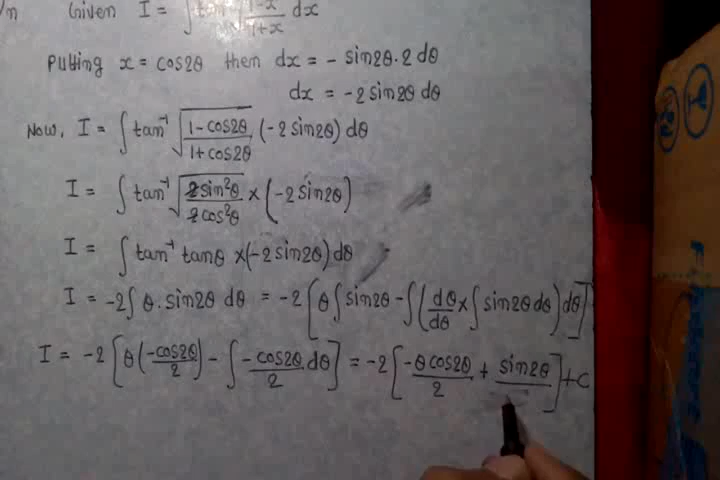 Given I = ∫ tan⁻¹ √((1-x)/(1+x)) dx
Putting x = cos2θ then dx = - sin2θ.2 dθ
dx = -2 sin2θ dθ
Now, I = ∫ tan⁻¹ √((1-cos2θ)/(1+cos2θ)) (-2 sin2θ) dθ
I = ∫ tan⁻¹ √((2sin²θ)/(2cos²θ)) × (-2 sin2θ)
I = ∫ tan⁻¹ tanθ × (-2 sin2θ) dθ
I = -2∫ θ. sin2θ dθ = -2 [θ∫ sin2θ - ∫ (dθ/dθ × ∫ sin2θ dθ) dθ]
I = -2 [θ(-cos2θ/2) - ∫ -cos2θ/2 dθ] = -2 [-θcos2θ/2 + sin2θ/ ] + C